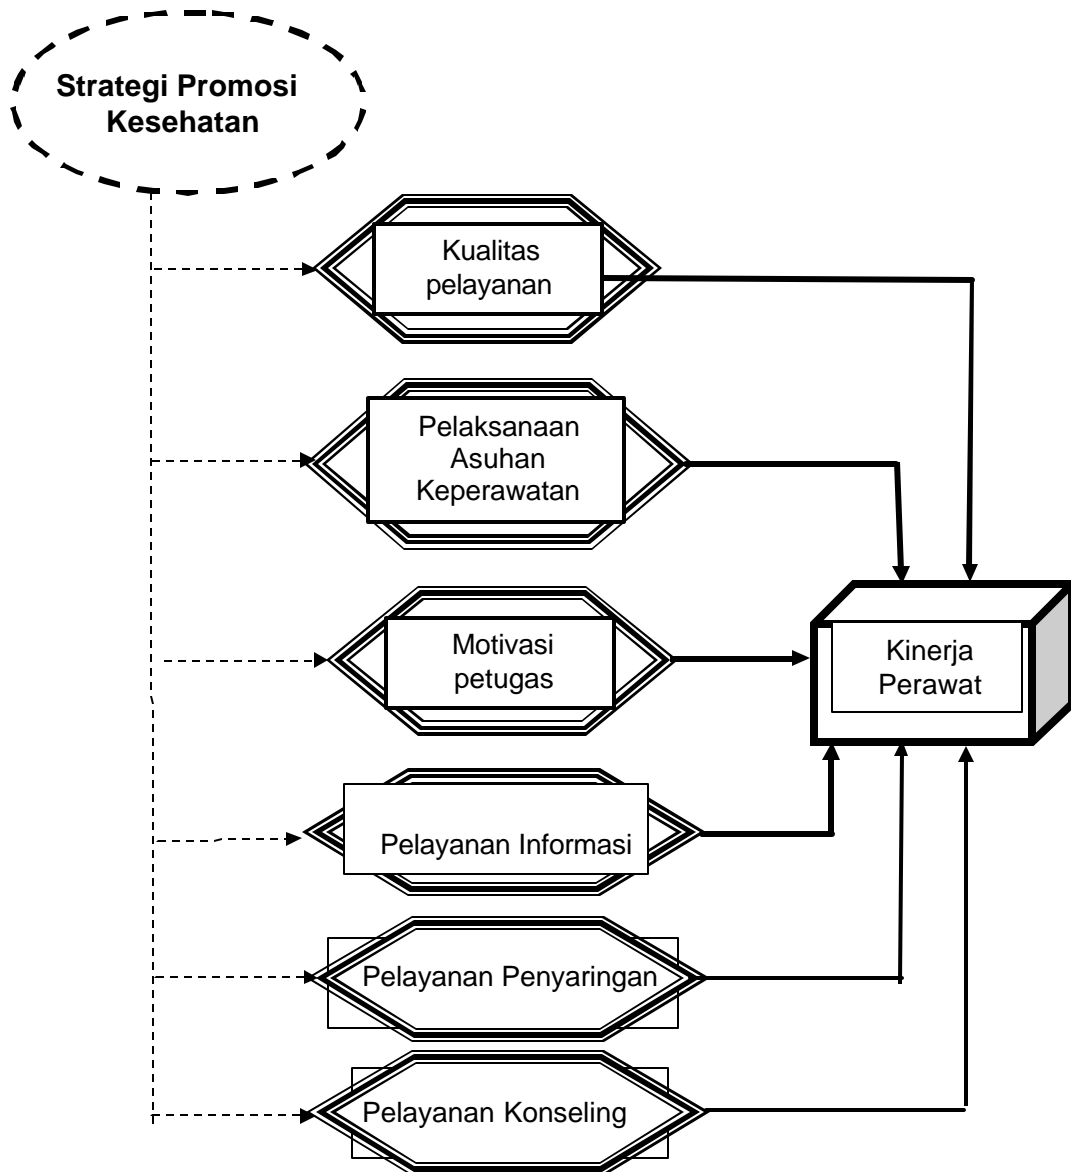 Strategi Promosi
Kesehatan
Kualitas
pelayanan
Pelaksanaan
Asuhan
Keperawatan
Motivasi
petugas
Kinerja
Perawat
Pelayanan Informasi
Pelayanan Penyaringan
Pelayanan Konseling